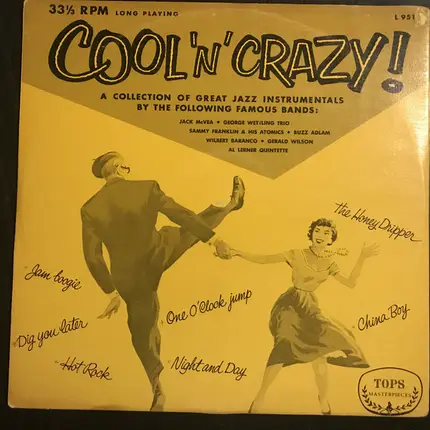 33⅓ RPM LONG PLAYING
L 951
COOL 'N' CRAZY!
A COLLECTION OF GREAT JAZZ INSTRUMENTALS
BY THE FOLLOWING FAMOUS BANDS:
JACK McVEA • GEORGE WETTLING TRIO
SAMMY FRANKLIN & HIS ATOMICS • BUZZ ADLAM
WILBERT BARANCO • GERALD WILSON
AL LERNER QUINTETTE
The Honey Dripper
Jam boogie
One O'Clock jump
China Boy
Dig you later
Hot Rock
Night and Day
TOPS
MASTERPIECES